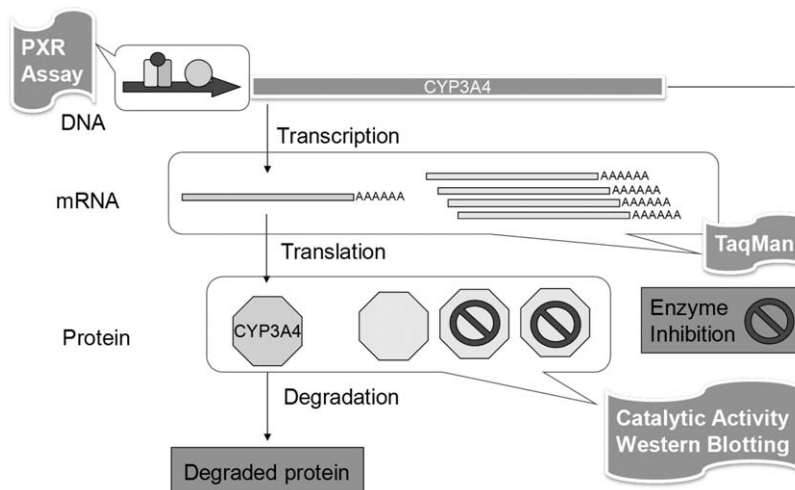 PXR
Assay
CYP3A4
DNA
Transcription
AAAAAA
AAAAAA
AAAAAA
AAAAAA
AAAAAA
mRNA
TaqMan
Translation
CYP3A4
Enzyme
Inhibition
Protein
Degradation
Catalytic Activity
Western Blotting
Degraded protein